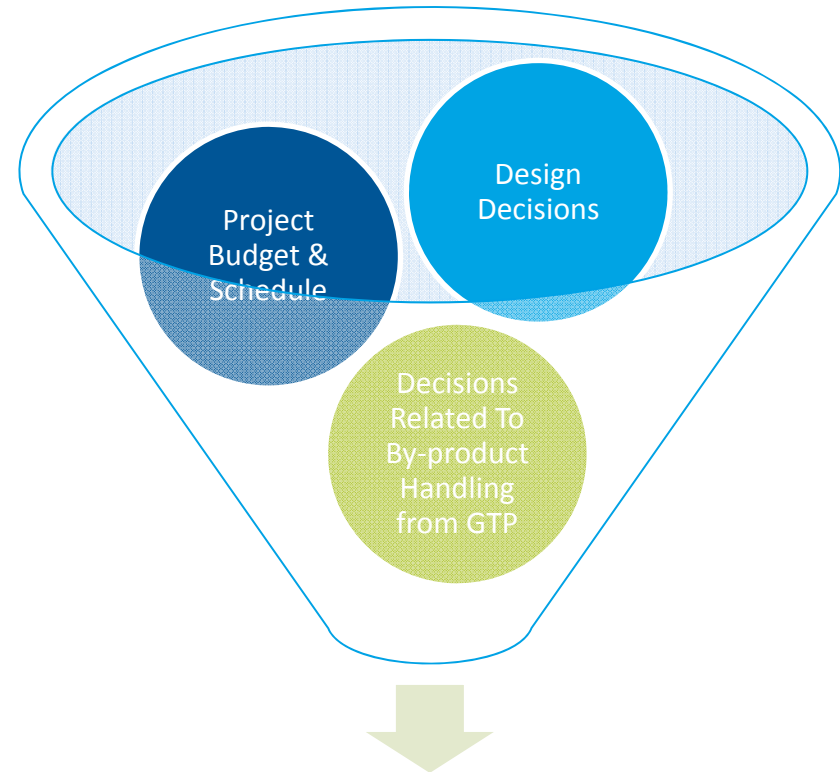 Project
Budget &
Schedule
Design
Decisions
Decisions
Related To
By-product
Handling
from GTP